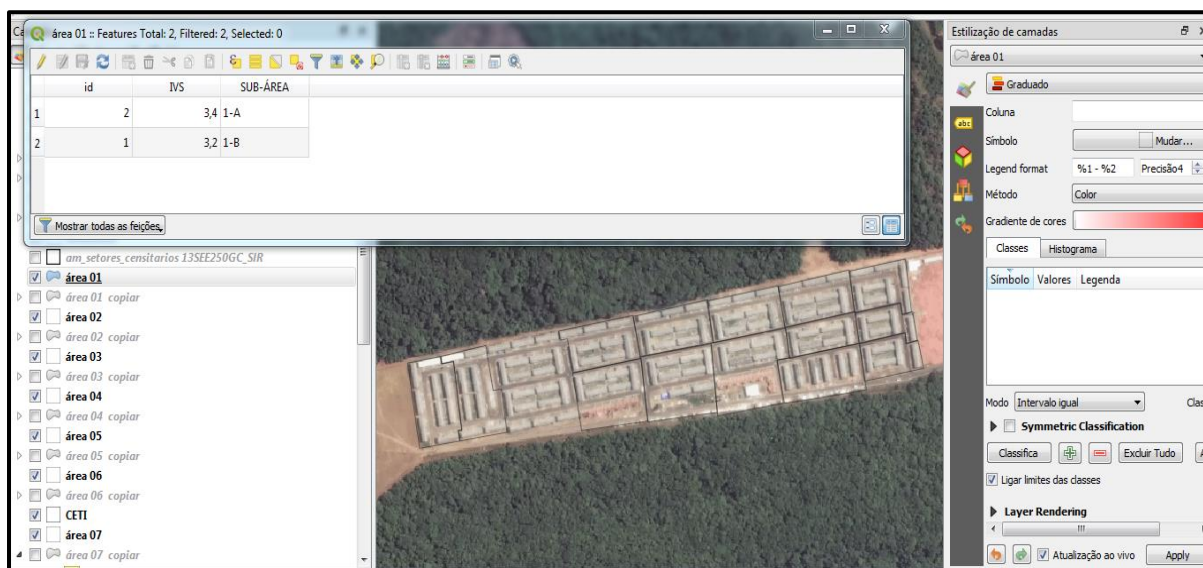 Ca
área 01 :: Features Total: 2, Filtered: 2, Selected: 0
id IVS SUB-ÁREA
1 2 3,4 1-A
2 1 3,2 1-B
Mostrar todas as feições
am_setores_censitarios 13SEE250GC_SIR
área 01
área 01 copiar
área 02
área 02 copiar
área 03
área 03 copiar
área 04
área 04 copiar
área 05
área 05 copiar
área 06
área 06 copiar
CETI
área 07
área 07 copiar
Estilização de camadas
área 01
abc
Graduado
Coluna
Símbolo Mudar...
Legend format %1 - %2 Precisão4
Método Color
Gradiente de cores
Classes Histograma
Símbolo Valores Legenda
Modo Intervalo igual Clas
Symmetric Classification
Classifica Excluir Tudo A
Ligar limites das classes
Layer Rendering
Atualização ao vivo Apply